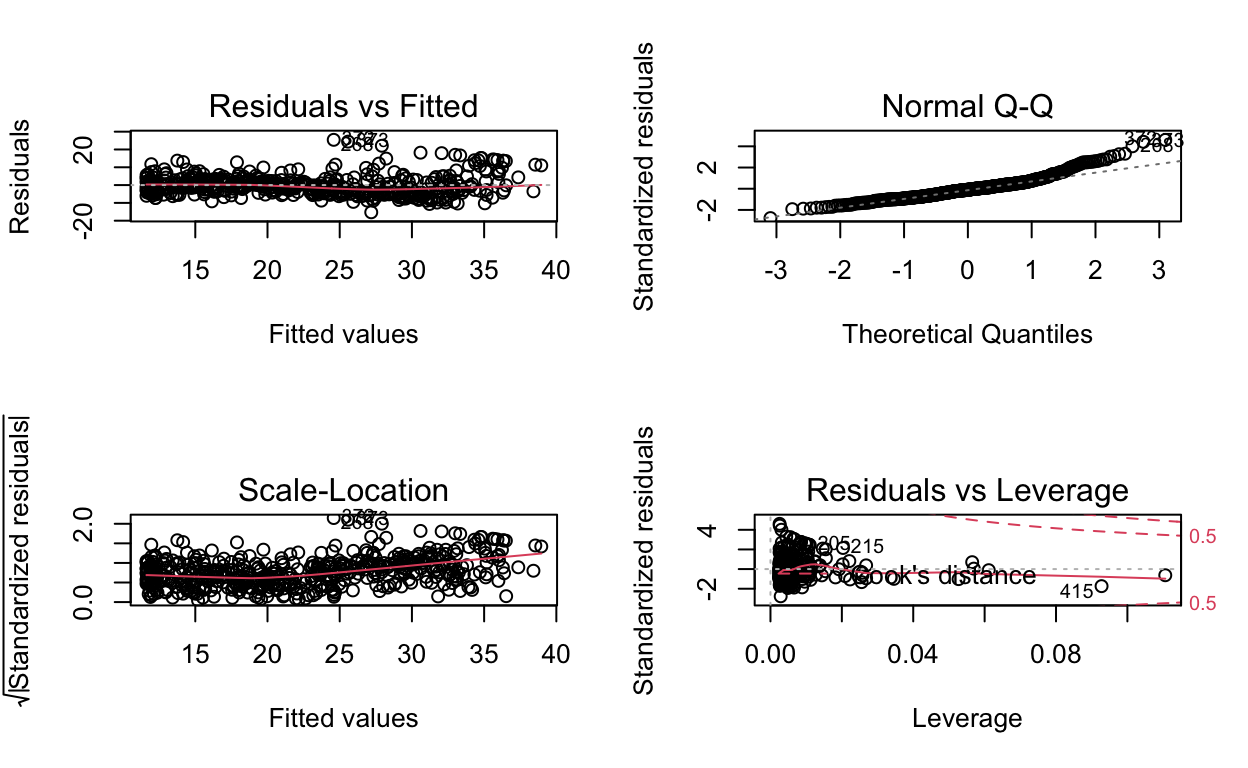 Residuals vs Fitted
Residuals
20
-20
268
15 20 25 30 35 40
Fitted values
Normal Q-Q
Standardized residuals
2
-2
268
-3 -2 -1 0 1 2 3
Theoretical Quantiles
Scale-Location
√|Standardized residuals|
2.0
0.0
268
15 20 25 30 35 40
Fitted values
Residuals vs Leverage
Standardized residuals
4
-2
205
215
0.5
Cook's distance
415
0.5
0.00 0.04 0.08
Leverage